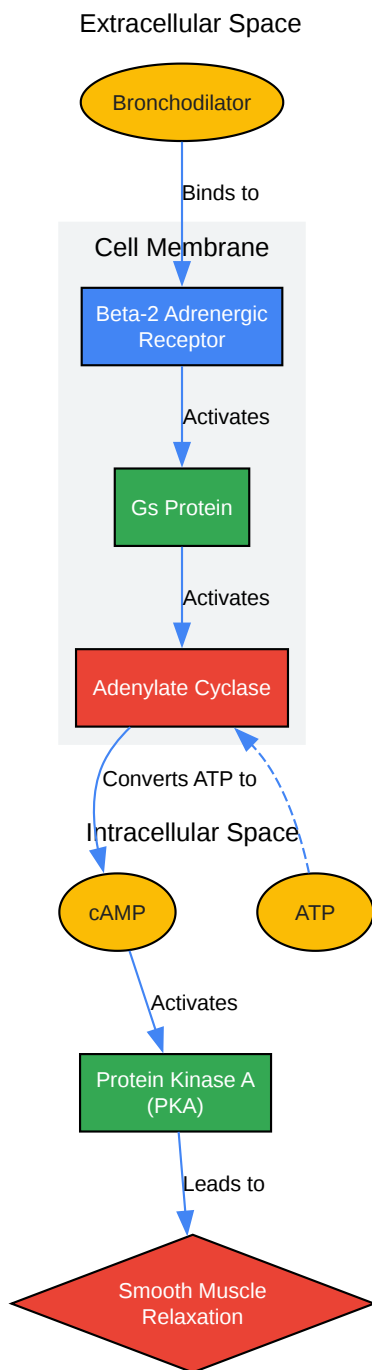 Extracellular Space
Bronchodilator
Binds to
Cell Membrane
Beta-2 Adrenergic
Receptor
Activates
Gs Protein
Activates
Adenylate Cyclase
Converts ATP to
Intracellular Space
cAMP
ATP
Activates
Protein Kinase A
(PKA)
Leads to
Smooth Muscle
Relaxation